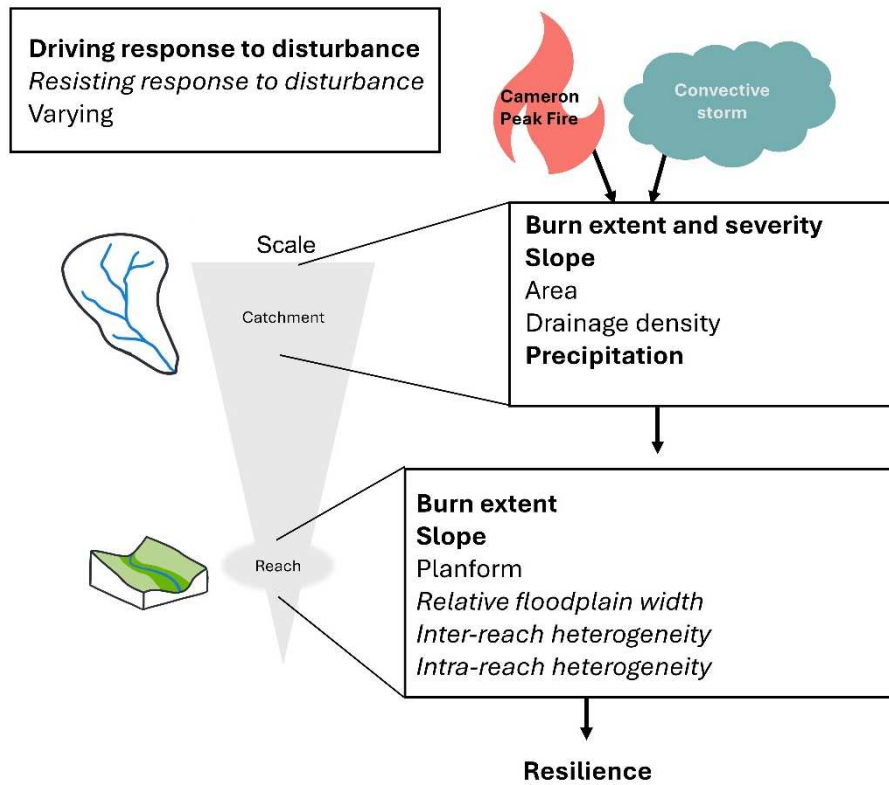 Driving response to disturbance
Resisting response to disturbance
Varying
Cameron
Peak Fire
Convective
storm
Burn extent and severity
Slope
Area
Drainage density
Precipitation
Scale
Catchment
Burn extent
Slope
Planform
Relative floodplain width
Inter-reach heterogeneity
Intra-reach heterogeneity
Reach
Resilience